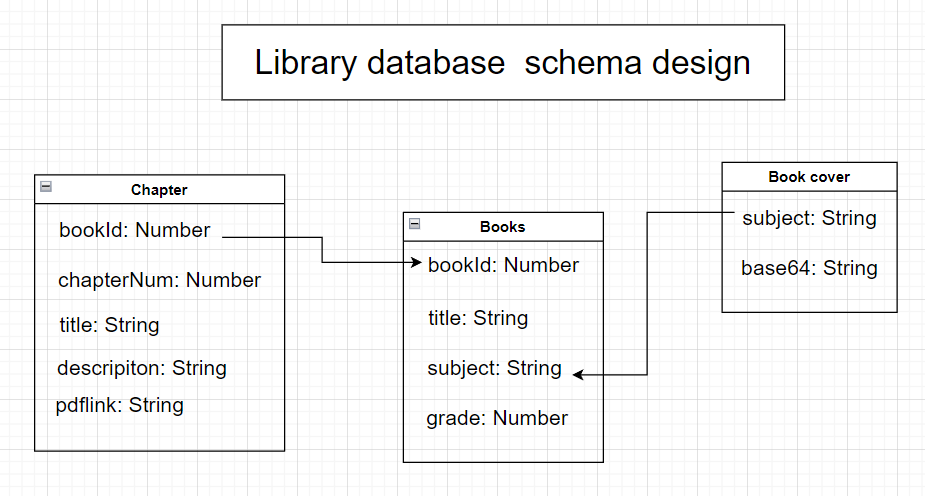 Library database  schema design
Chapter
bookId: Number
chapterNum: Number
title: String
descripiton: String
pdflink: String
Books
bookId: Number
title: String
subject: String
grade: Number
Book cover
subject: String
base64: String